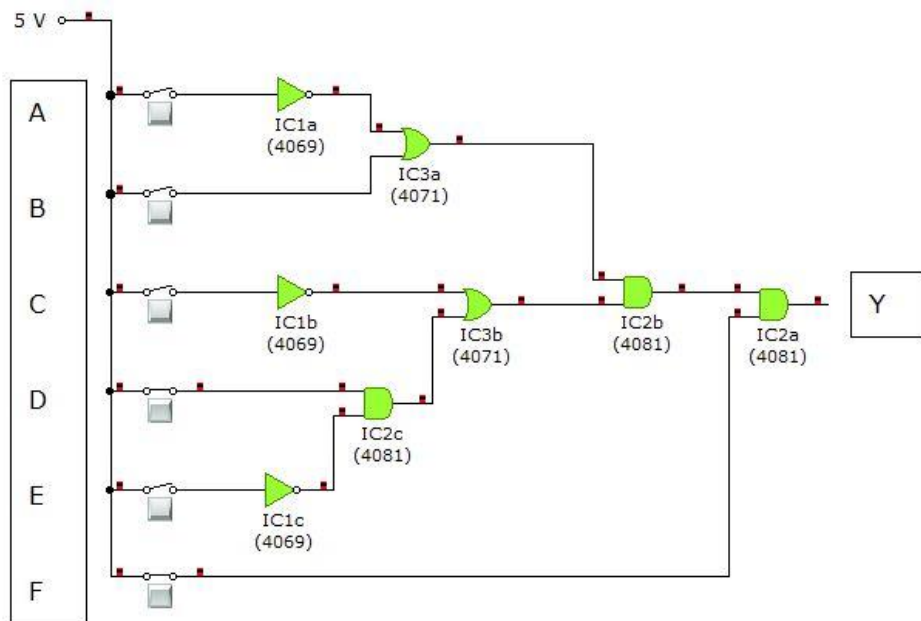 5 V
A
IC1a
(4069)
IC3a
(4071)
B
C
IC1b
(4069)
IC3b
(4071)
IC2b
(4081)
IC2a
(4081)
Y
D
IC2c
(4081)
E
IC1c
(4069)
F